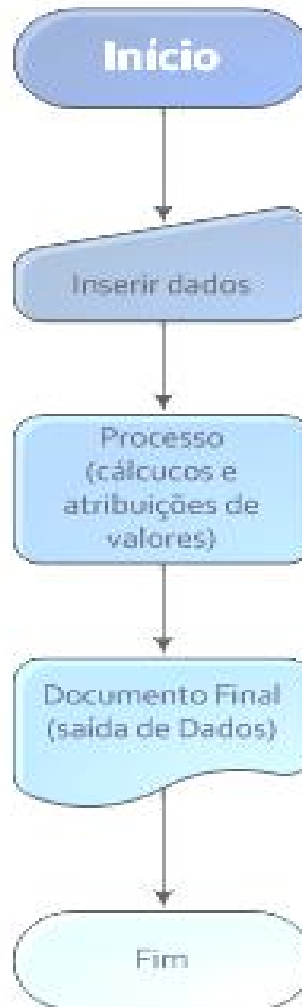 Início
Inserir dados
Processo
(cálcucos e
atribuições de
valores)
Documento Final
(saída de Dados)
Fim